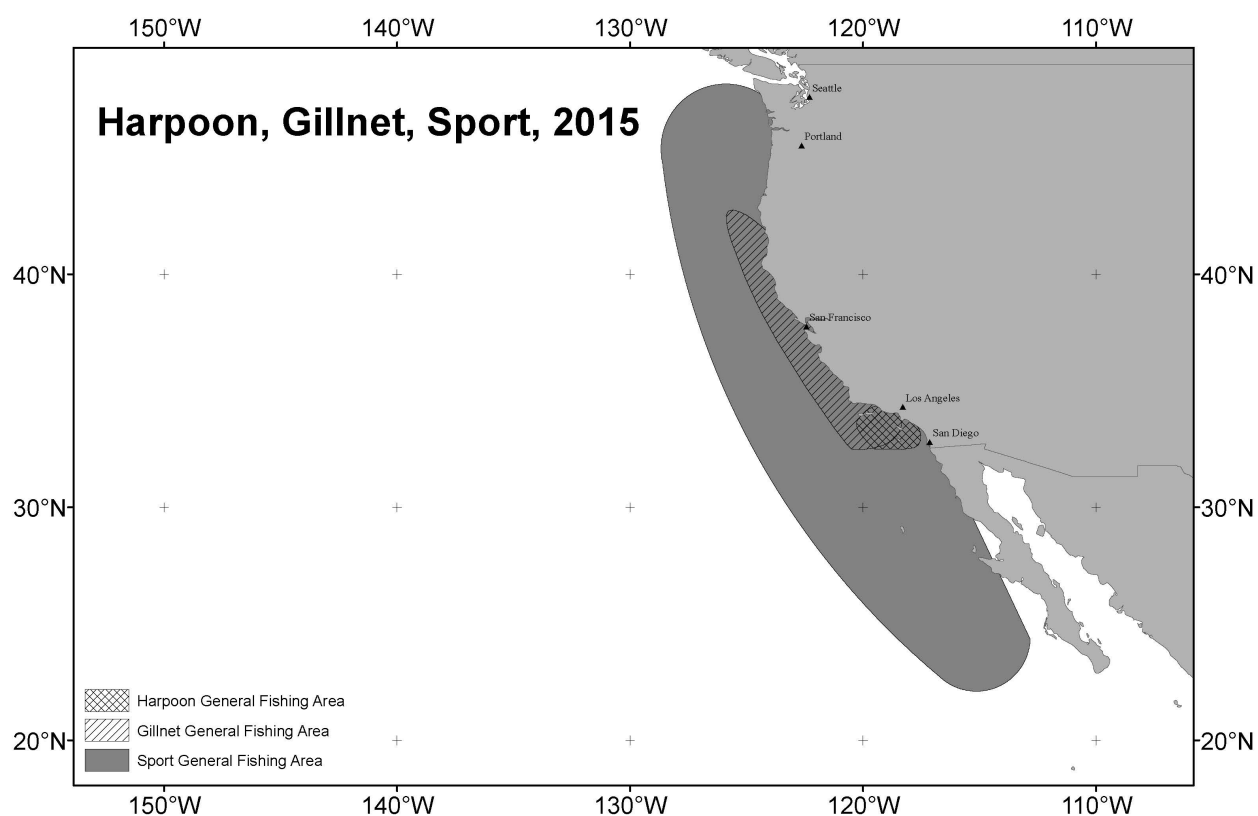 150°W 140°W 130°W 120°W 110°W
Harpoon, Gillnet, Sport, 2015
Seattle
Portland
40°N 40°N
San Francisco
Los Angeles
San Diego
30°N 30°N
Harpoon General Fishing Area
Gillnet General Fishing Area
20°N 20°N
Sport General Fishing Area
150°W 140°W 130°W 120°W 110°W